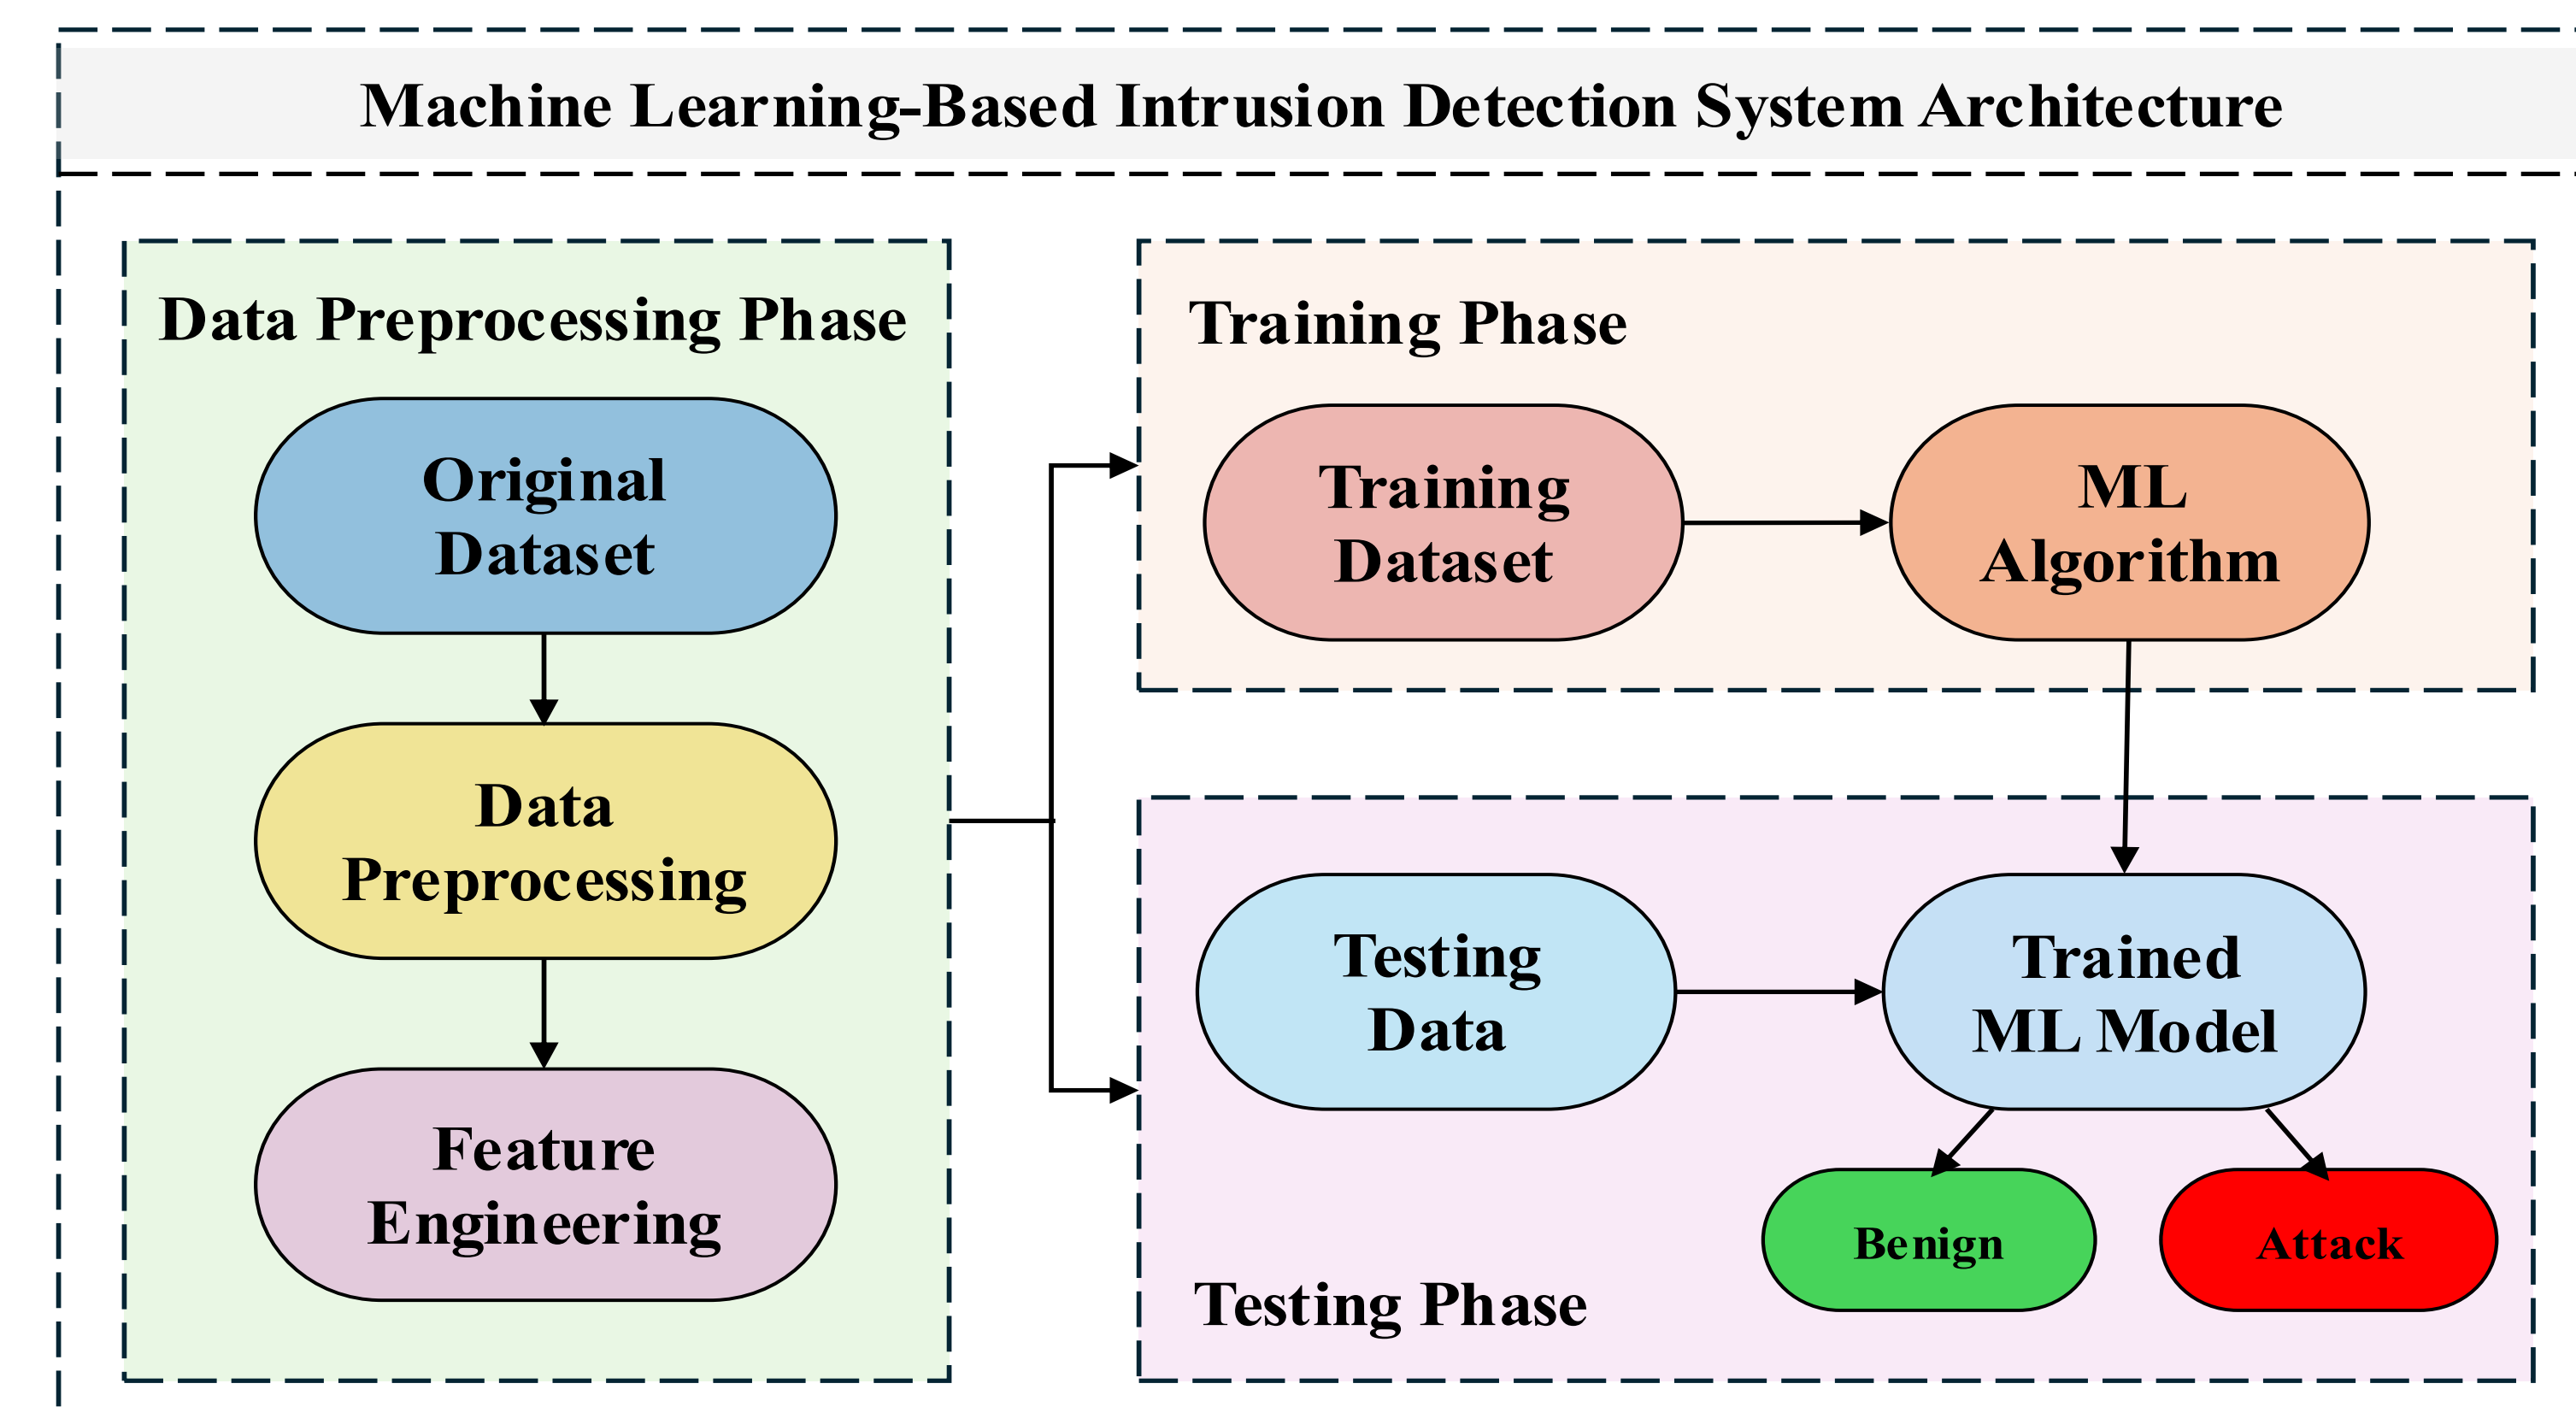 Machine Learning-Based Intrusion Detection System Architecture
Data Preprocessing Phase
Original
Dataset
Data
Preprocessing
Feature
Engineering
Training Phase
Training
Dataset
ML
Algorithm
Testing
Data
Trained
ML Model
Benign
Attack
Testing Phase